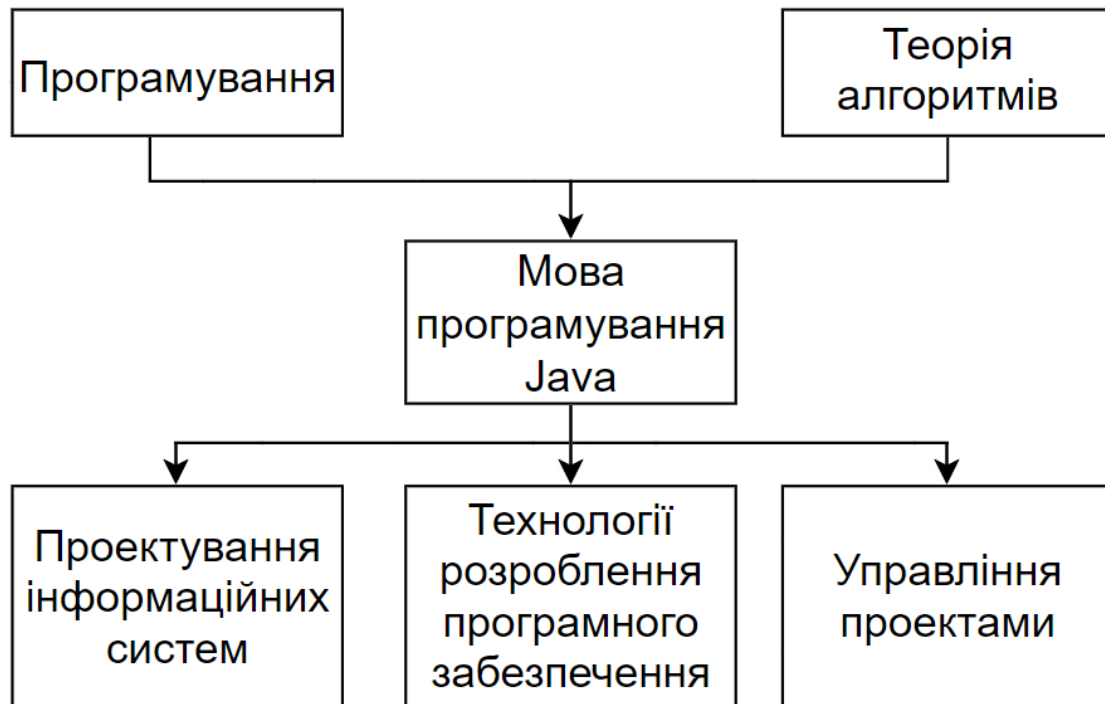 Програмування
Теорія
алгоритмів
Мова
програмування
Java
Проектування
інформаційних
систем
Технології
розроблення
програмного
забезпечення
Управління
проектами